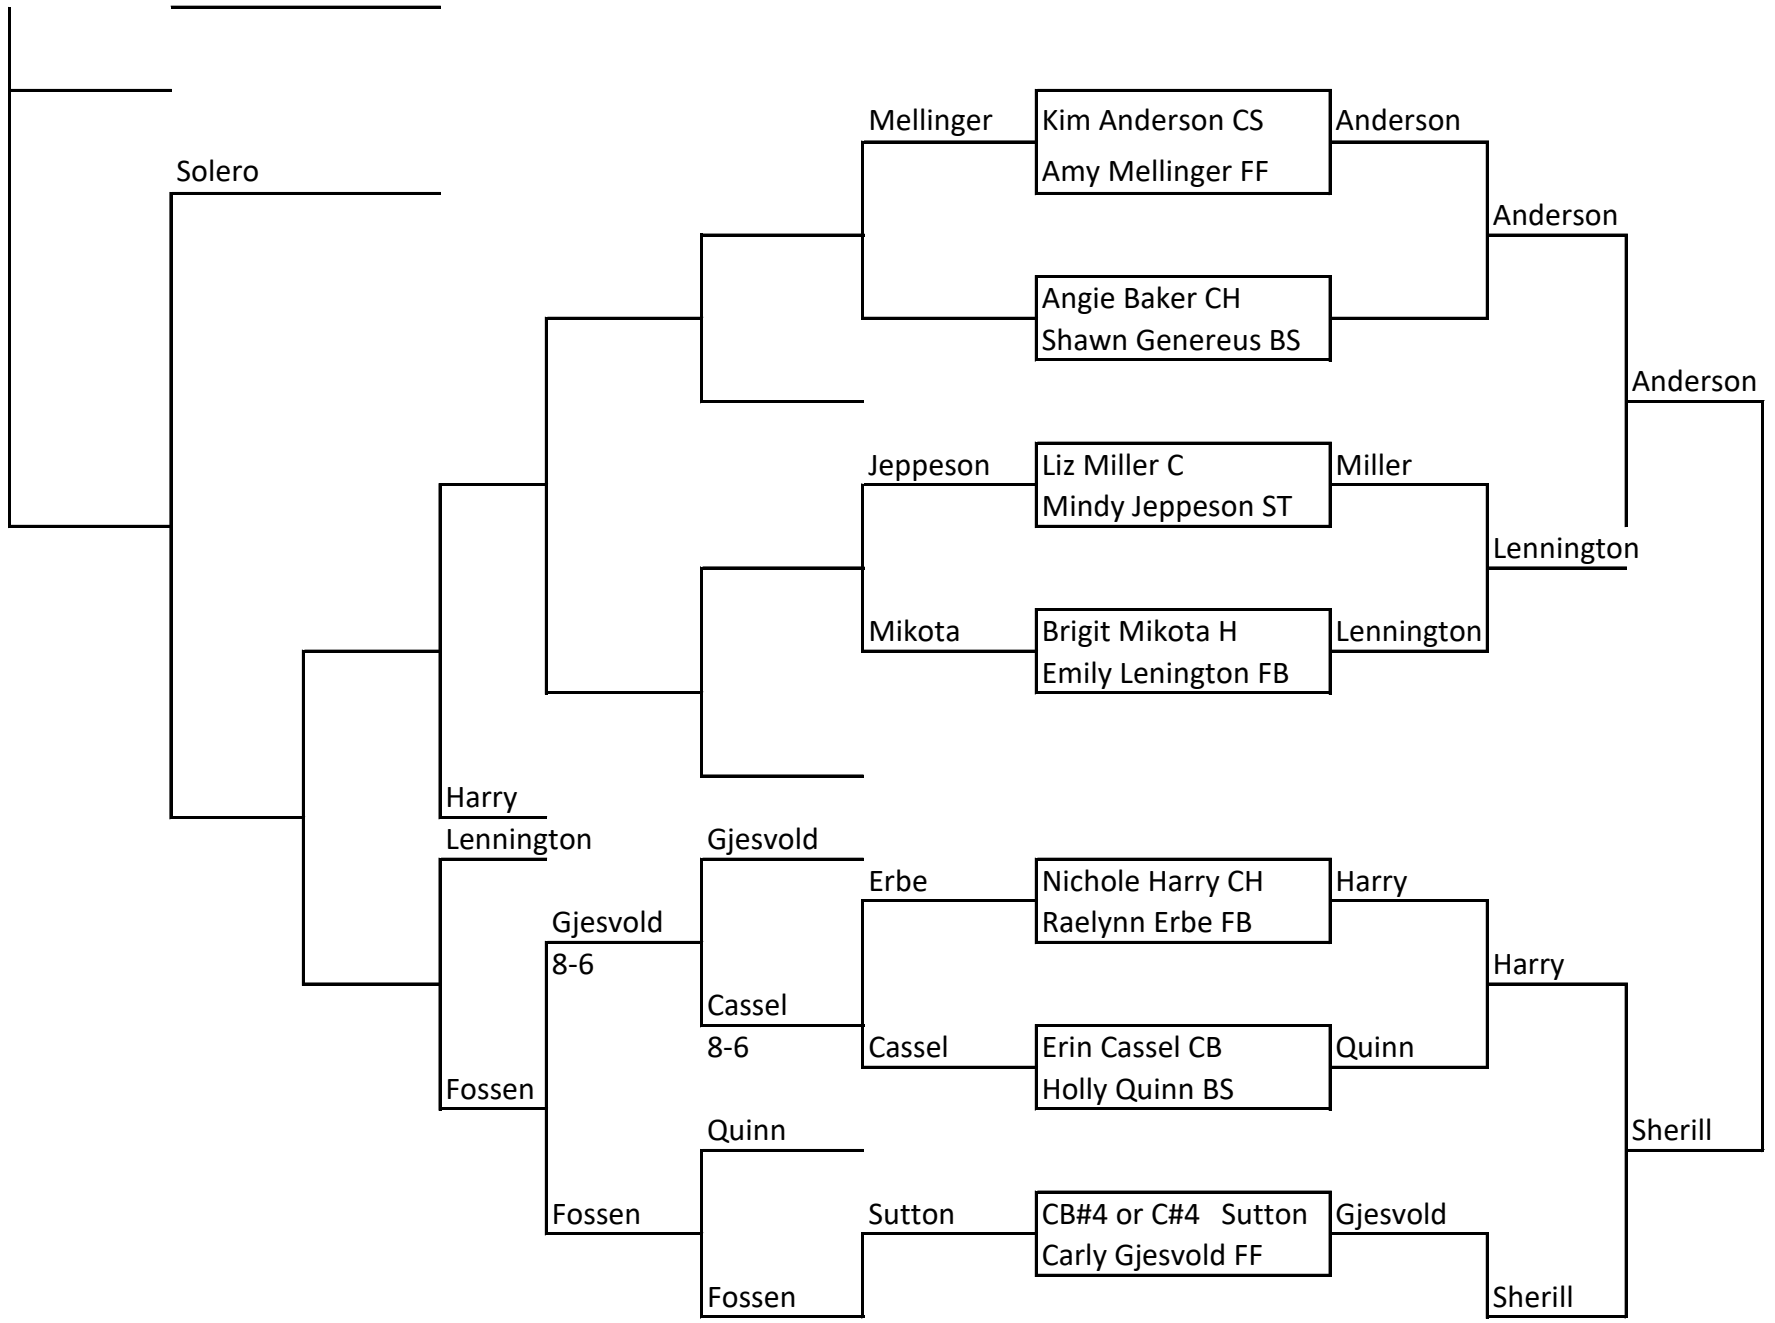 Mellinger Kim Anderson CS Anderson
Solero Amy Mellinger FF
Anderson
Angie Baker CH
Shawn Genereus BS
Anderson
Jeppeson Liz Miller C Miller
Mindy Jeppeson ST
Lennington
Mikota Brigit Mikota H Lennington
Emily Lenington FB
Harry
Lennington Gjesvold
Erbe Nichole Harry CH Harry
Gjesvold Raelynn Erbe FB
8-6 Harry
Cassel
8-6 Cassel Erin Cassel CB Quinn
Fossen Holly Quinn BS
Quinn Sherill
Fossen Sutton CB#4 or C#4 Sutton Gjesvold
Carly Gjesvold FF
Fossen Sherill